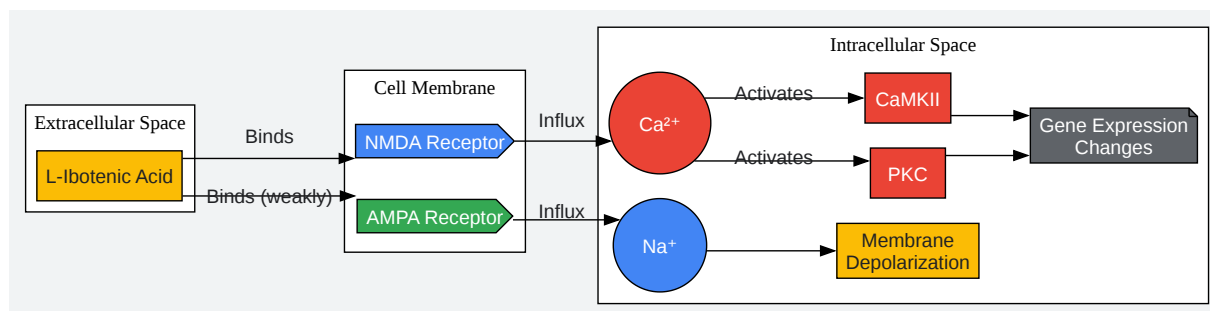 Extracellular Space
L-Ibotenic Acid
Binds
Binds (weakly)
Cell Membrane
NMDA Receptor
AMPA Receptor
Influx
Influx
Intracellular Space
Ca²⁺
Activates
CaMKII
Activates
PKC
Gene Expression
Changes
Na⁺
Membrane
Depolarization